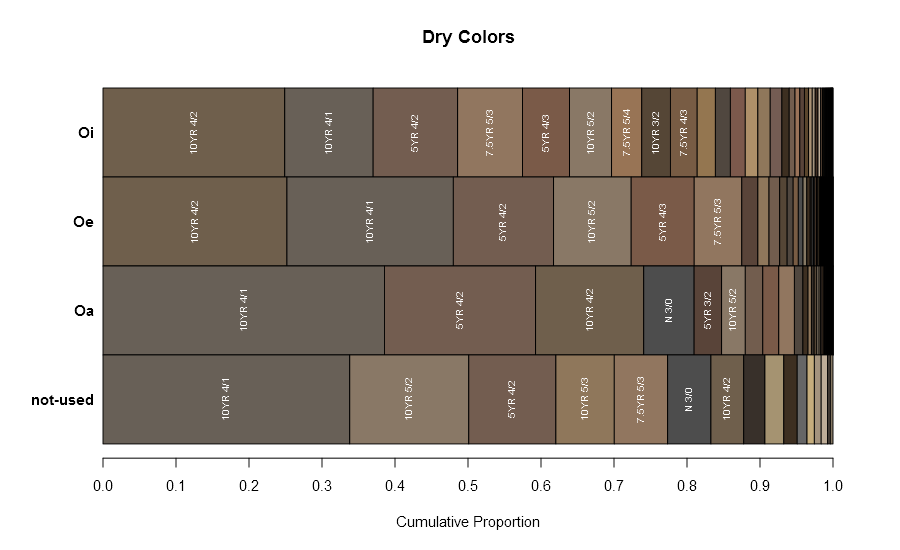 Dry Colors
Oi
10YR 4/2
10YR 4/1
5YR 4/2
7.5YR 5/3
5YR 4/3
10YR 5/2
7.5YR 5/4
10YR 3/2
7.5YR 4/3
Oe
10YR 4/2
10YR 4/1
5YR 4/2
10YR 5/2
5YR 4/3
7.5YR 5/3
Oa
10YR 4/1
5YR 4/2
10YR 4/2
N 3/0
5YR 3/2
10YR 5/2
not-used
10YR 4/1
10YR 5/2
5YR 4/2
10YR 5/3
7.5YR 5/3
N 3/0
10YR 4/2
0.0 0.1 0.2 0.3 0.4 0.5 0.6 0.7 0.8 0.9 1.0
Cumulative Proportion